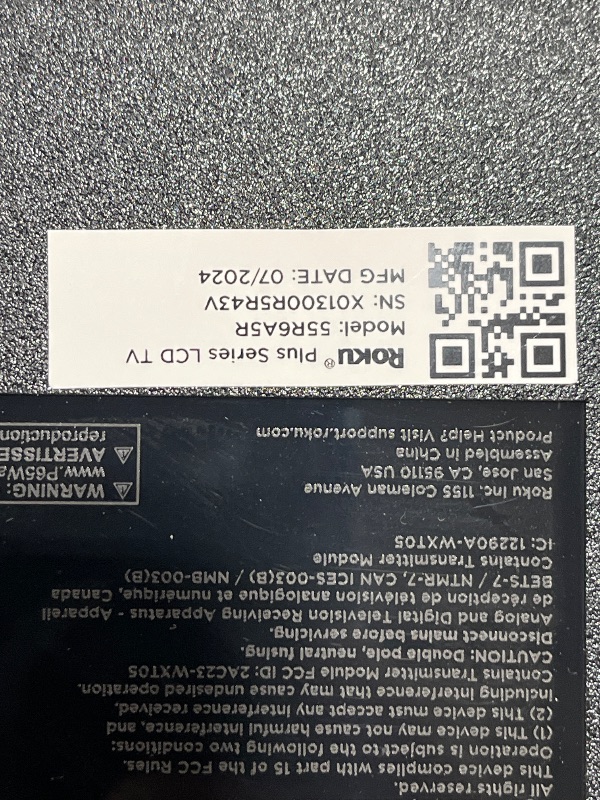 Roku® Plus Series LCD TV
Model: 55R6A5R
SN: X01300R5R43V
MFG DATE: 07/2024
All rights reserved.
This device complies with part 15 of the FCC Rules.
Operation is subject to the following two conditions:
(1) This device may not cause harmful interference, and
(2) This device must accept any interference received,
including interference that may cause undesired operation.
Contains Transmitter Module FCC ID: 2AC23-WXT05
CAUTION: Double pole, neutral fusing.
Disconnect mains before servicing.
Analog and Digital Television Receiving Apparatus - Appareil
de réception de télévision analogique et numérique, Canada
BETS-7 / NTMR-7, CAN ICES-003(B) / NMB-003(B)
Contains Transmitter Module
IC: 12290A-WXT05
Roku Inc. 1155 Coleman Avenue
San Jose, CA 95110 USA
Assembled in China
Product Help? Visit support.roku.com
WARNING:
www.P65Wa
AVERTISSE
reproduction